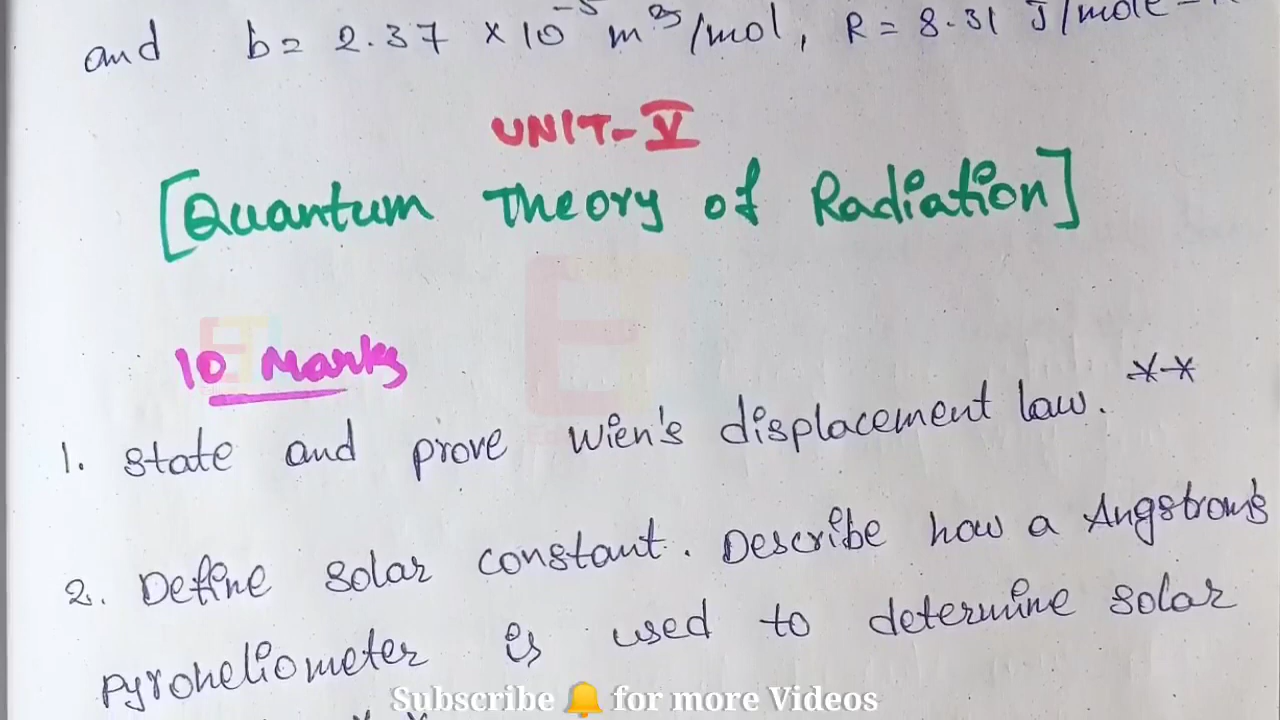 and b = 2.37 × 10⁻⁵ m³/mol, R = 8.31 J/mole-K
UNIT-V
[Quantum Theory of Radiation]
10 Marks
1. State and prove Wien's displacement law. **
2. Define solar constant. Describe how a Angstrom's
pyroheliometer is used to determine solar
Subscribe 🔔 for more Videos